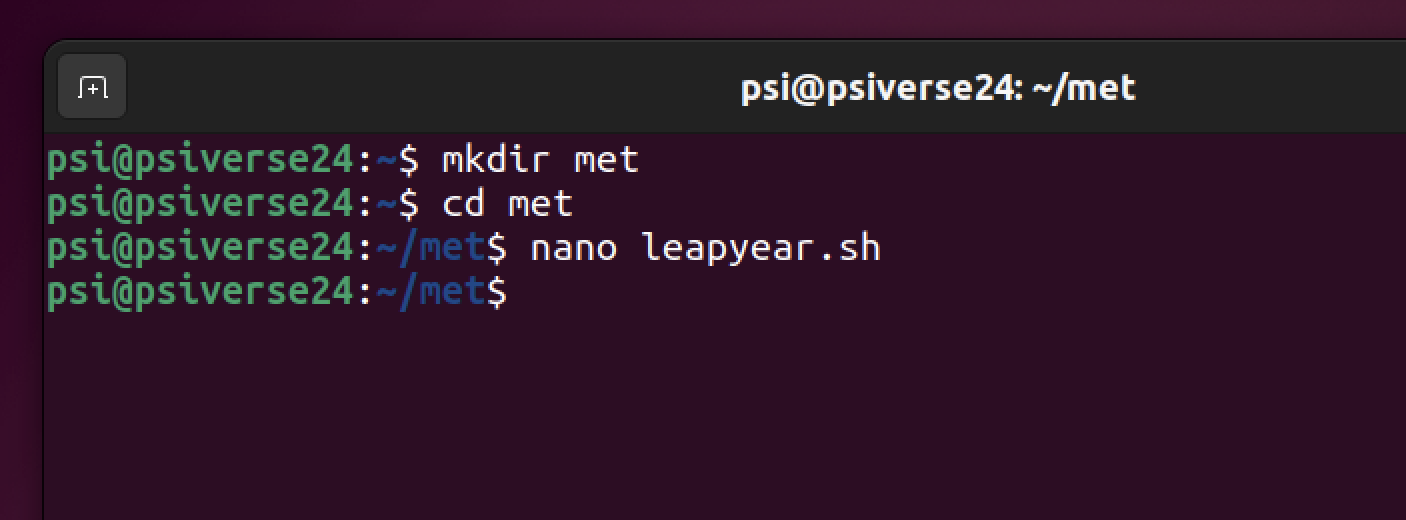 psi@psiverse24: ~/met
psi@psiverse24:~$ mkdir met
psi@psiverse24:~$ cd met
psi@psiverse24:~/met$ nano leapyear.sh
psi@psiverse24:~/met$